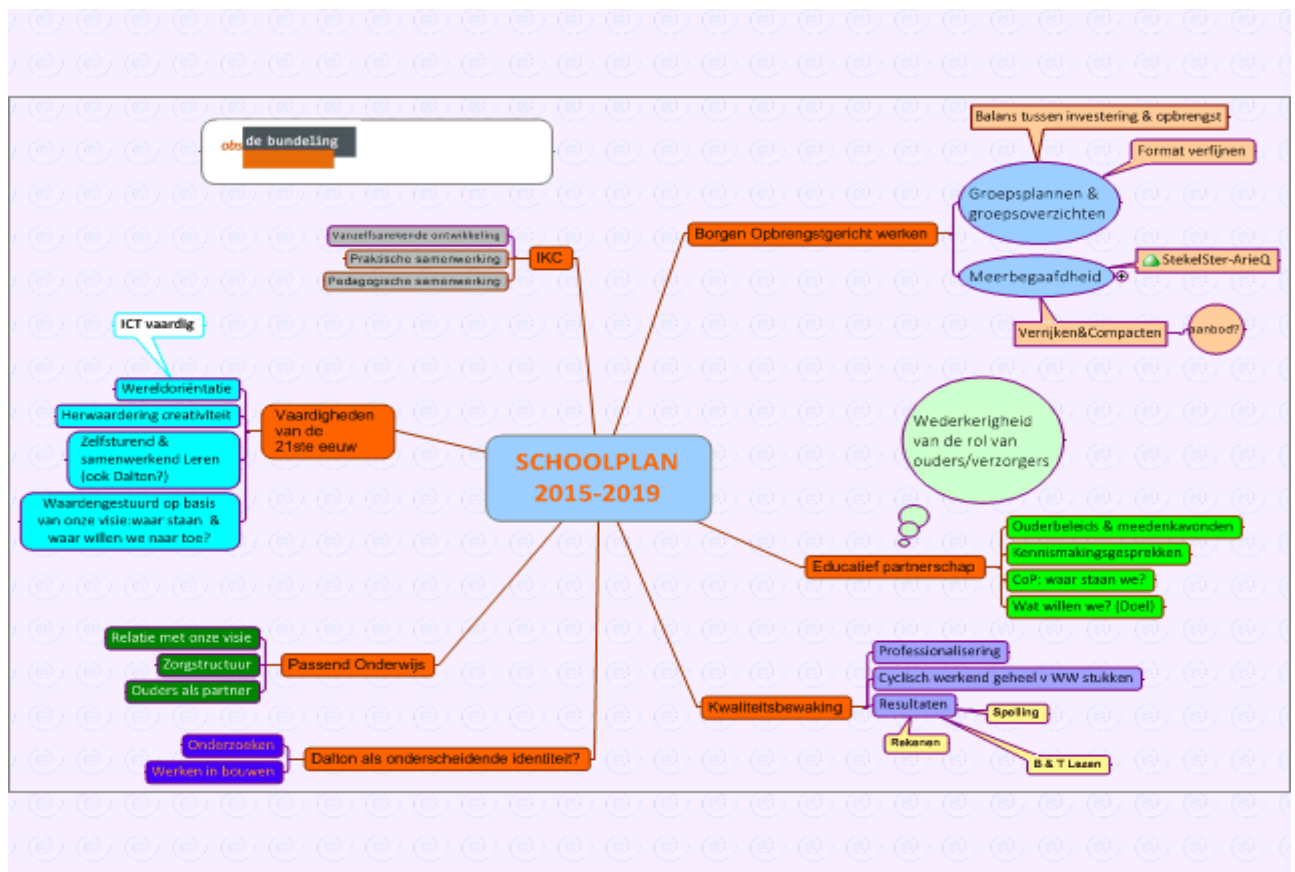 obs de bundeling
SCHOOLPLAN
2015-2019
Borgen Opbrengstgericht werken
Groepsplannen &
groepsoverzichten
Balans tussen investering & opbrengst
Format verfijnen
Meerbegaafdheid
StekelSter-ArieQ
Verrijken&Compacten
aanbod?
Educatief partnerschap
Wederkerigheid
van de rol van
ouders/verzorgers
Ouderbeleids & meedenkavonden
Kennismakingsgesprekken
CoP: waar staan we?
Wat willen we? (Doel)
Kwaliteitsbewaking
Professionalisering
Cyclisch werkend geheel v WW stukken
Resultaten
Spelling
Rekenen
B & T Lezen
Dalton als onderscheidende identiteit?
Onderzoeken
Werken in bouwen
Passend Onderwijs
Relatie met onze visie
Zorgstructuur
Ouders als partner
Vaardigheden
van de
21ste eeuw
ICT vaardig
Wereldoriëntatie
Herwaardering creativiteit
Zelfsturend &
samenwerkend Leren
(ook Dalton?)
Waardengestuurd op basis
van onze visie:waar staan &
waar willen we naar toe?
IKC
Vanzelfsprekende ontwikkeling
Praktische samenwerking
Pedagogische samenwerking